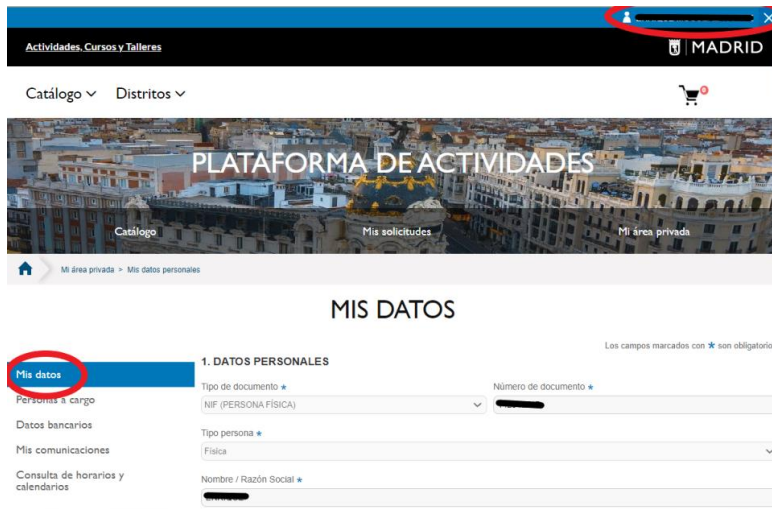 Actividades, Cursos y Talleres
MADRID
Catálogo
Distritos
0
PLATAFORMA DE ACTIVIDADES
Catálogo
Mis solicitudes
Mi área privada
Mi área privada > Mis datos personales
MIS DATOS
Los campos marcados con ★ son obligatorio
Mis datos
Personas a cargo
Datos bancarios
Mis comunicaciones
Consulta de horarios y
calendarios
1. DATOS PERSONALES
Tipo de documento ★
Número de documento ★
NIF (PERSONA FÍSICA)
Tipo persona ★
Física
Nombre / Razón Social ★